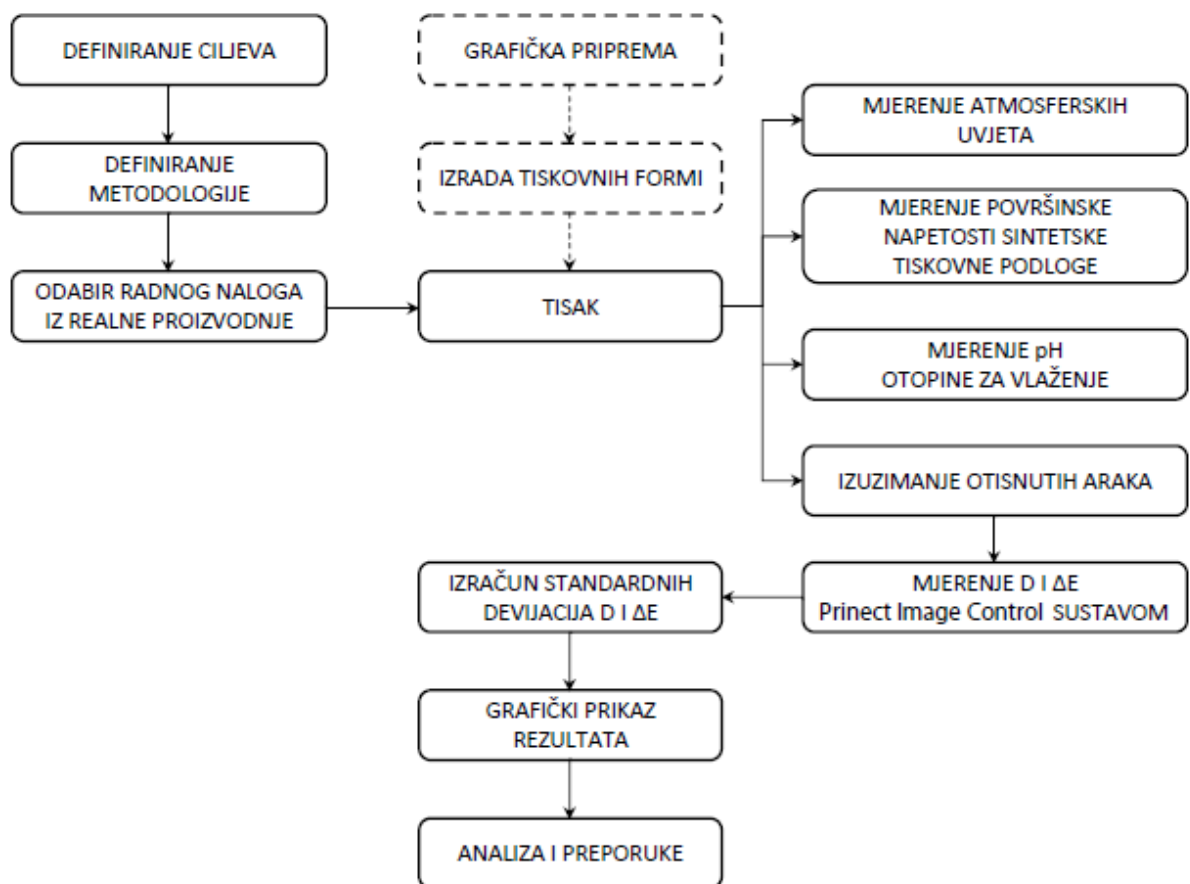 DEFINIRANJE CILJEVA
DEFINIRANJE
METODOLOGIJE
ODABIR RADNOG NALOGA
IZ REALNE PROIZVODNJE
GRAFIČKA PRIPREMA
IZRADA TISKOVNIH FORMI
TISAK
MJERENJE ATMOSFERSKIH
UVJETA
MJERENJE POVRŠINSKE
NAPETOSTI SINTETSKE
TISKOVNE PODLOGE
MJERENJE pH
OTOPINE ZA VLAŽENJE
IZUZIMANJE OTISNUTIH ARAKA
MJERENJE D I ΔE
Prinect Image Control SUSTAVOM
IZRAČUN STANDARDNIH
DEVIJACIJA D I ΔE
GRAFIČKI PRIKAZ
REZULTATA
ANALIZA I PREPORUKE